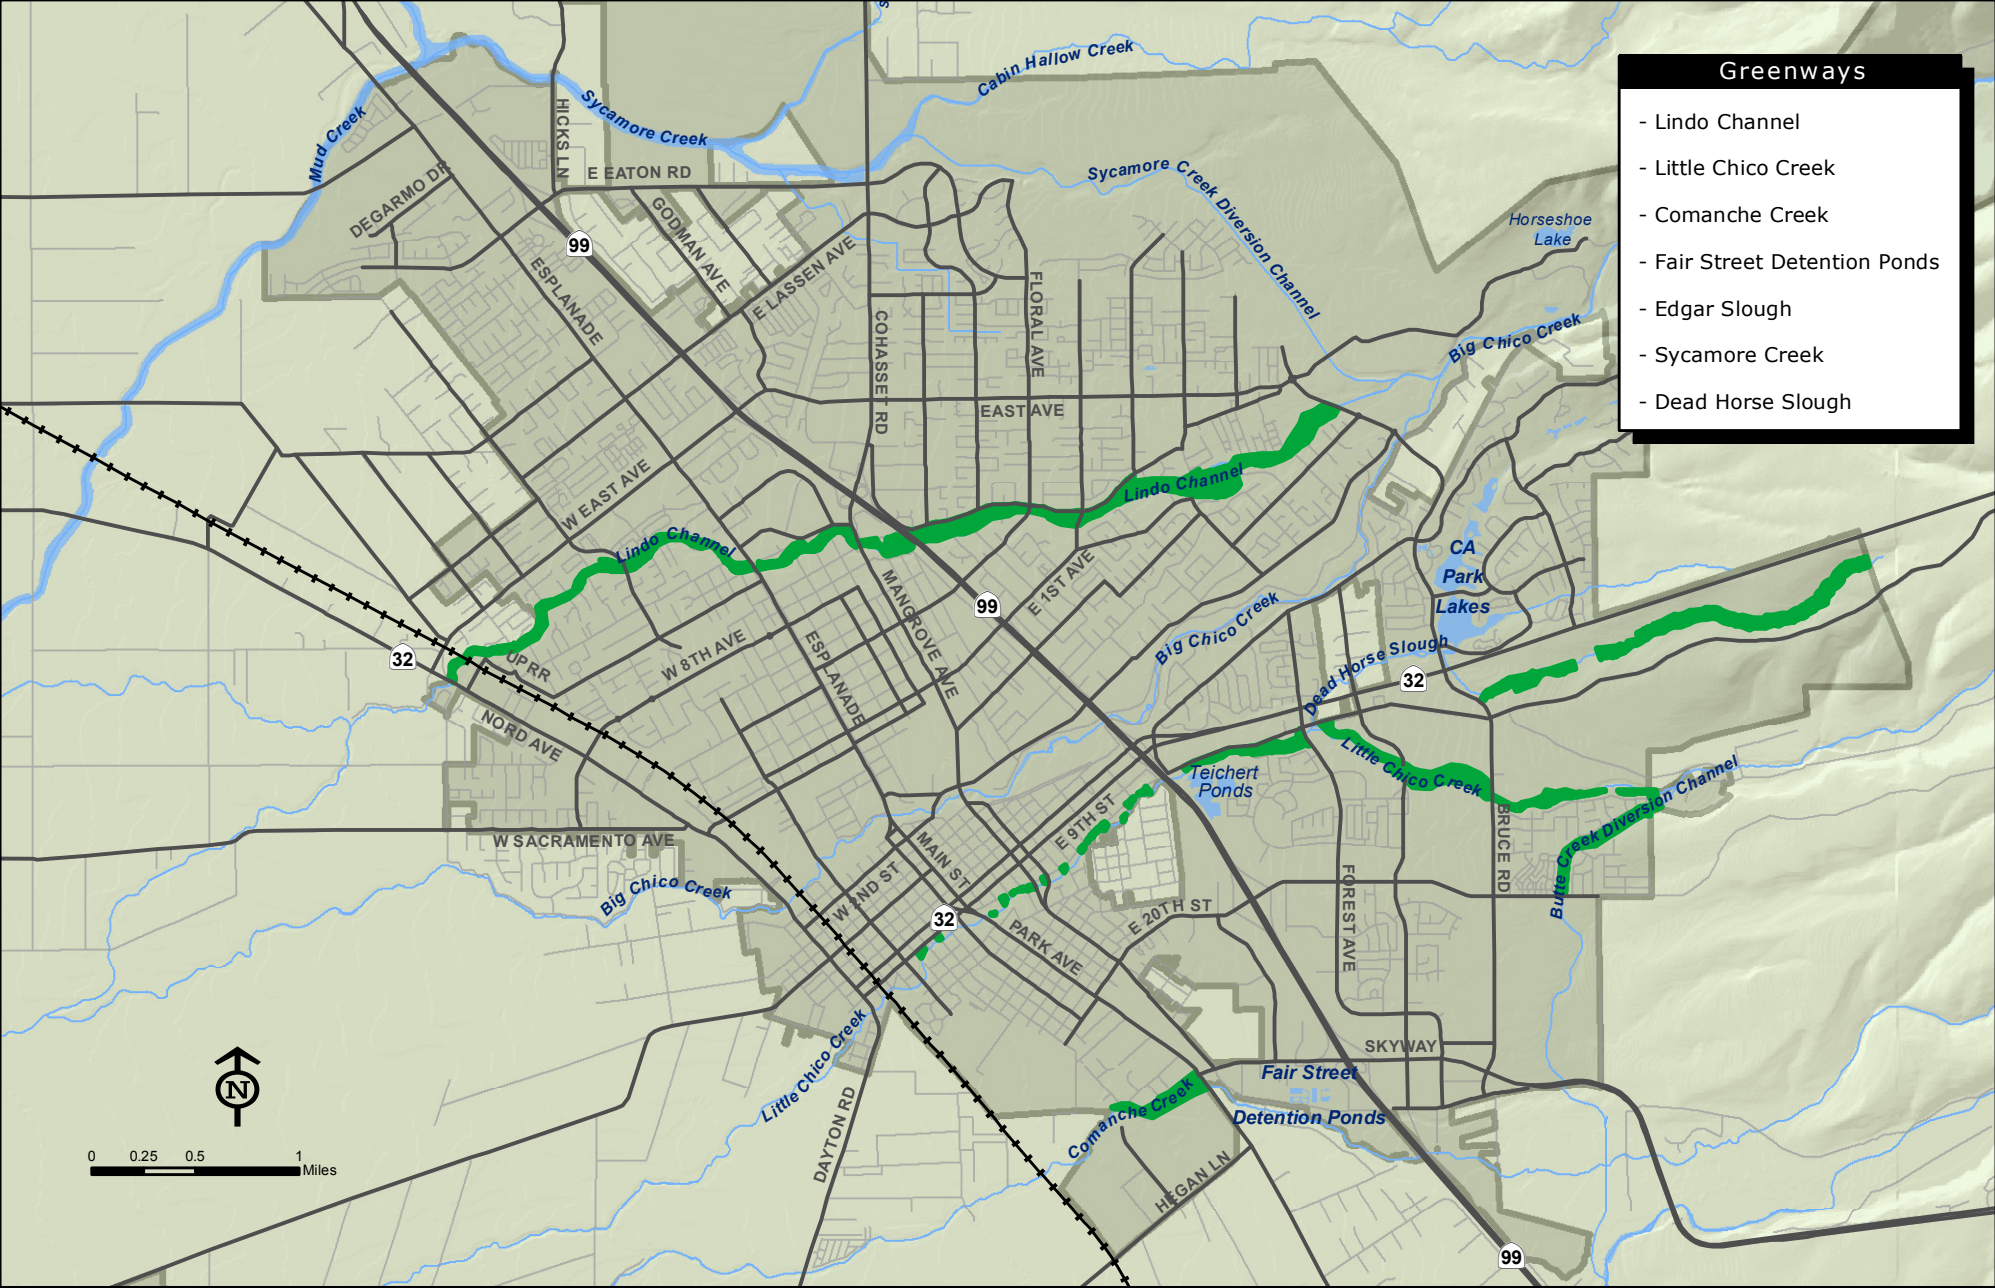 Greenways
- Lindo Channel
- Little Chico Creek
- Comanche Creek
- Fair Street Detention Ponds
- Edgar Slough
- Sycamore Creek
- Dead Horse Slough
Cabin Hallow Creek
Sycamore Creek
HICKS LN
Mud Creek
E EATON RD
DEGARMO DR
Sycamore Creek Diversion Channel
Horseshoe
Lake
99
GODMAN AVE
E LASSEN AVE
ESPLANADE
COHASSET RD
FLORAL AVE
Big Chico Creek
EAST AVE
W EAST AVE
Lindo Channel
Lindo Channel
CA
Park
Lakes
MANGROVE AVE
E 1ST AVE
99
Big Chico Creek
Dead Horse Slough
32
32
UPRR
W 8TH AVE
ESPLANADE
NORD AVE
Little Chico Creek
Teichert
Ponds
Butte Creek Diversion Channel
BRUCE RD
E 9TH ST
MAIN ST
W SACRAMENTO AVE
Big Chico Creek
W 2ND ST
32
E 20TH ST
PARK AVE
FOREST AVE
Little Chico Creek
SKYWAY
Fair Street
Detention Ponds
Comanche Creek
DAYTON RD
HEGAN LN
N
0 0.25 0.5 1
Miles
99